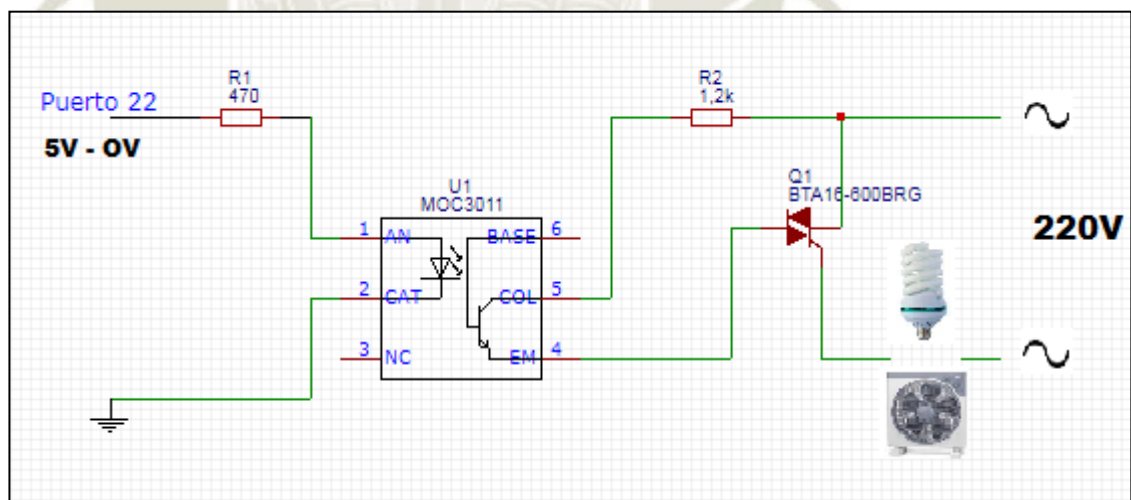 R1
470
R2
1,2k
Puerto 22
5V - 0V
Q1
BTA16-600BRG
U1
MOC3011
220V
1
AN
BASE
6
2
CAT
COL
5
3
NC
EM
4